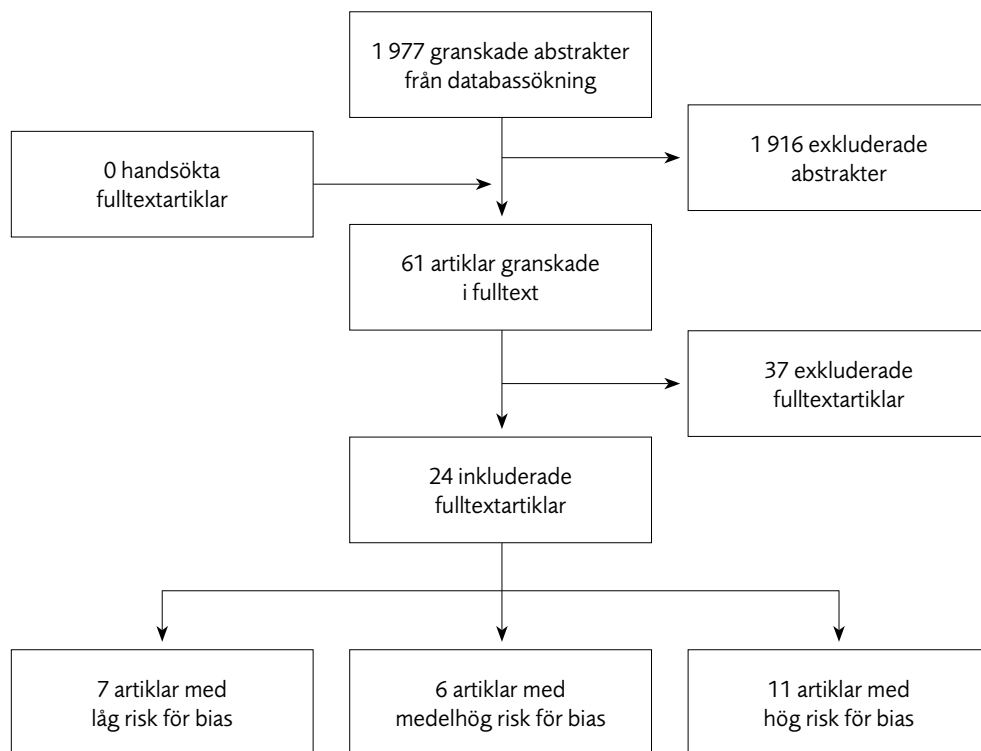 1 977 granskade abstrakter
från databassökning
1 916 exkluderade
abstrakter
0 handsökta
fulltextartiklar
61 artiklar granskade
i fulltext
37 exkluderade
fulltextartiklar
24 inkluderade
fulltextartiklar
7 artiklar med
låg risk för bias
6 artiklar med
medelhög risk för bias
11 artiklar med
hög risk för bias